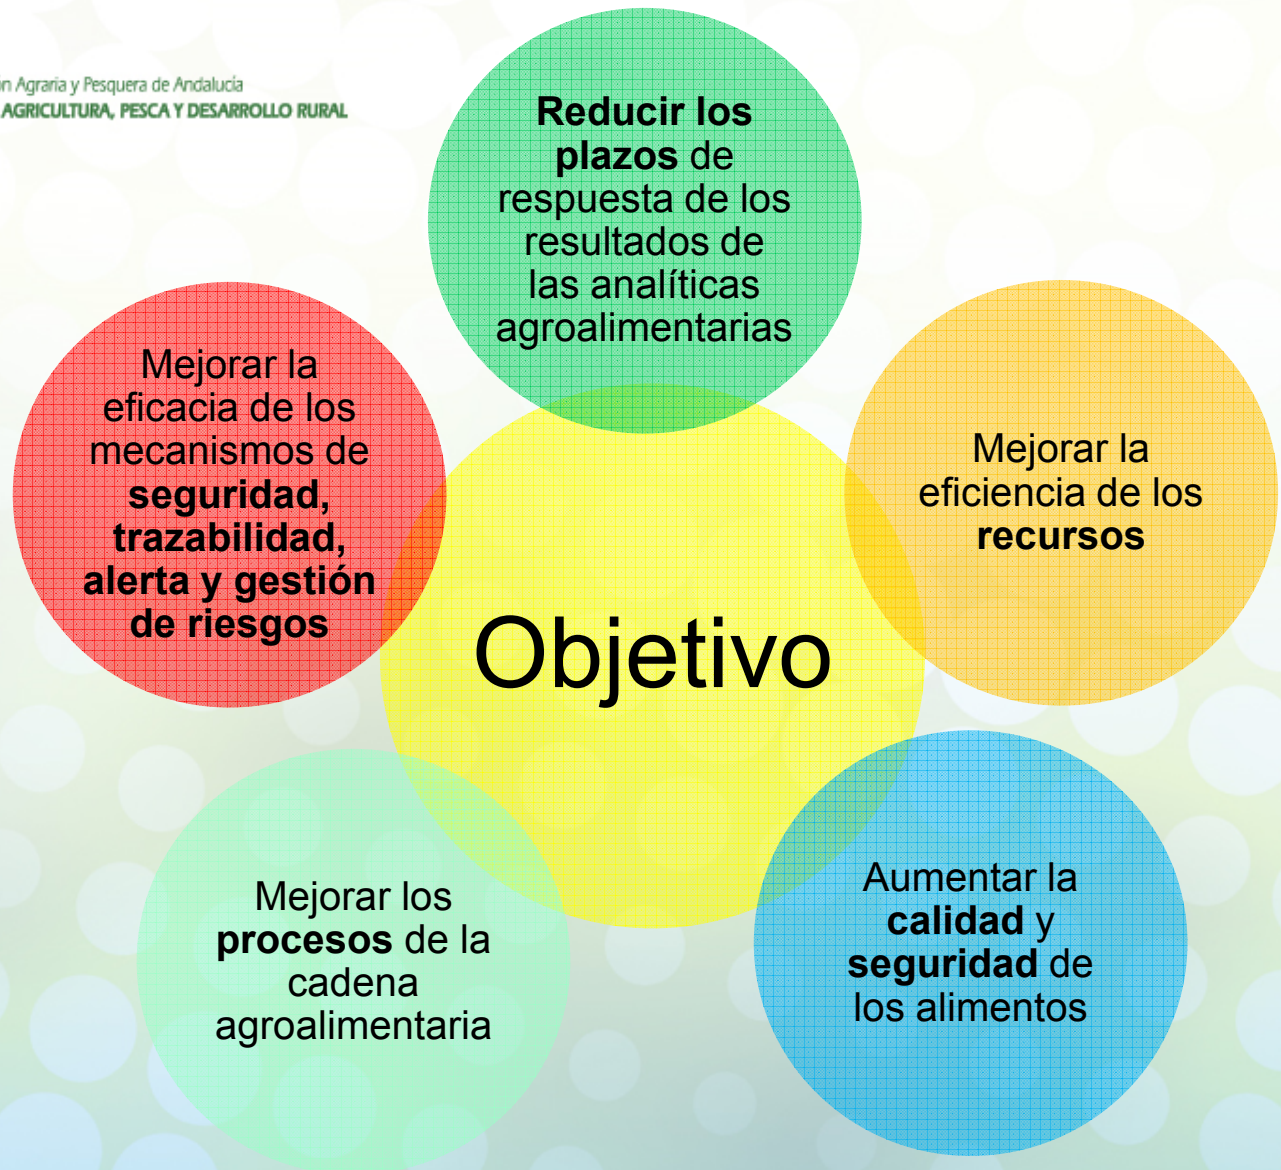 n Agraria y Pesquera de Andalucía
AGRICULTURA, PESCA Y DESARROLLO RURAL
Reducir los
plazos de
respuesta de los
resultados de
las analíticas
agroalimentarias
Mejorar la
eficacia de los
mecanismos de
seguridad,
trazabilidad,
alerta y gestión
de riesgos
Mejorar la
eficiencia de los
recursos
Objetivo
Mejorar los
procesos de la
cadena
agroalimentaria
Aumentar la
calidad y
seguridad de
los alimentos